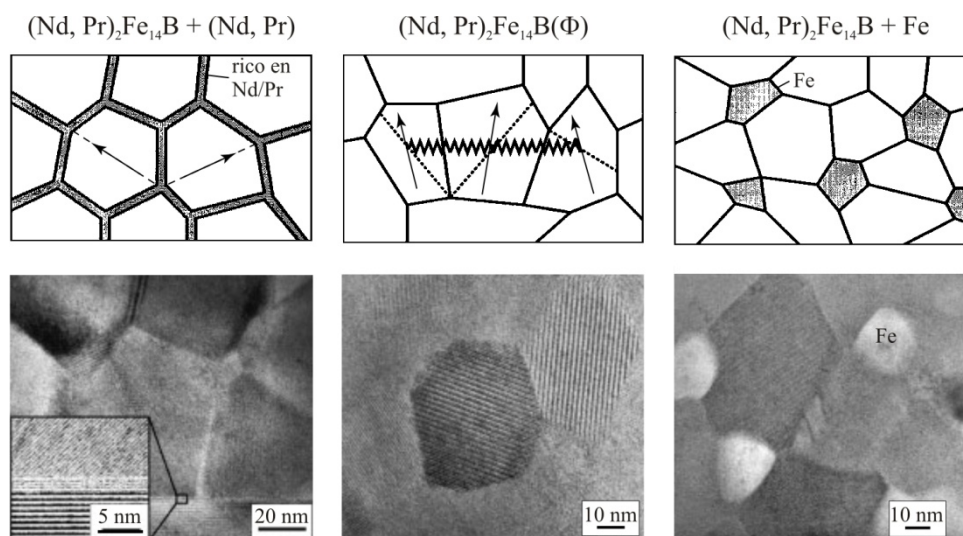 (Nd, Pr)₂Fe₁₄B + (Nd, Pr)
(Nd, Pr)₂Fe₁₄B(Φ)
(Nd, Pr)₂Fe₁₄B + Fe
rico en
Nd/Pr
Fe
Fe
5 nm
20 nm
10 nm
10 nm